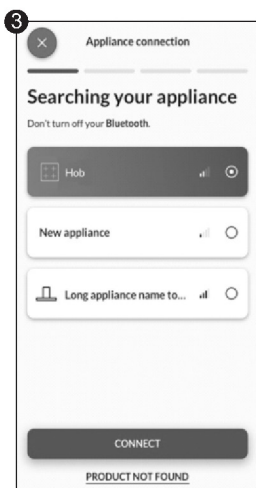 3
Appliance connection
Searching your appliance
Don't turn off your Bluetooth.
Hob
New appliance
Long appliance name to...
CONNECT
PRODUCT NOT FOUND